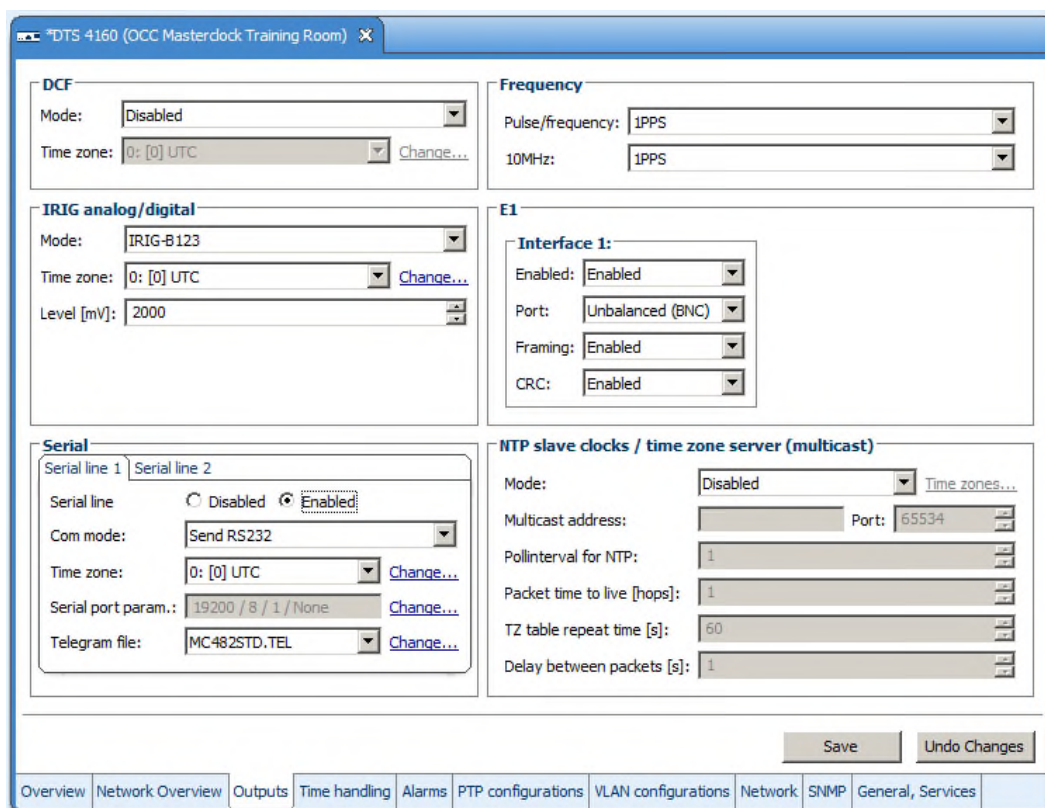 *DTS 4160 (OCC Masterclock Training Room)
DCF
Mode: Disabled
Time zone: 0: [0] UTC Change...
Frequency
Pulse/frequency: 1PPS
10MHz: 1PPS
IRIG analog/digital
Mode: IRIG-B123
Time zone: 0: [0] UTC Change...
Level [mV]: 2000
E1
Interface 1:
Enabled: Enabled
Port: Unbalanced (BNC)
Framing: Enabled
CRC: Enabled
Serial
Serial line 1 Serial line 2
Serial line Disabled Enabled
Com mode: Send RS232
Time zone: 0: [0] UTC Change...
Serial port param.: 19200 / 8 / 1 / None Change...
Telegram file: MC482STD.TEL Change...
NTP slave clocks / time zone server (multicast)
Mode: Disabled Time zones...
Multicast address: Port: 65534
Pollinterval for NTP: 1
Packet time to live [hops]: 1
TZ table repeat time [s]: 60
Delay between packets [s]: 1
Save Undo Changes
Overview Network Overview Outputs Time handling Alarms PTP configurations VLAN configurations Network SNMP General, Services